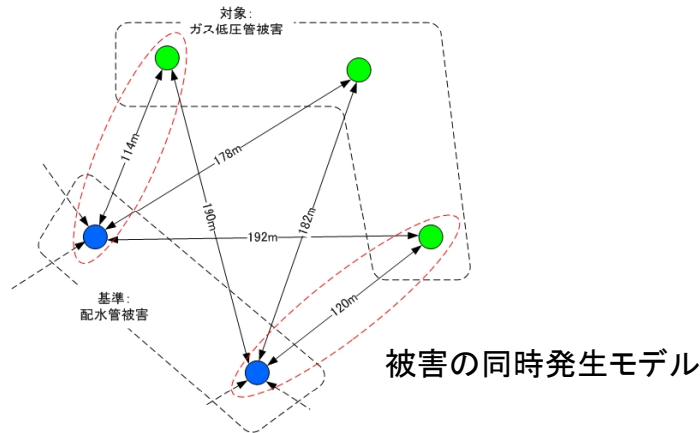 対象：
ガス低圧管被害
114m
178m
190m
182m
192m
120m
基準：
配水管被害
被害の同時発生モデル